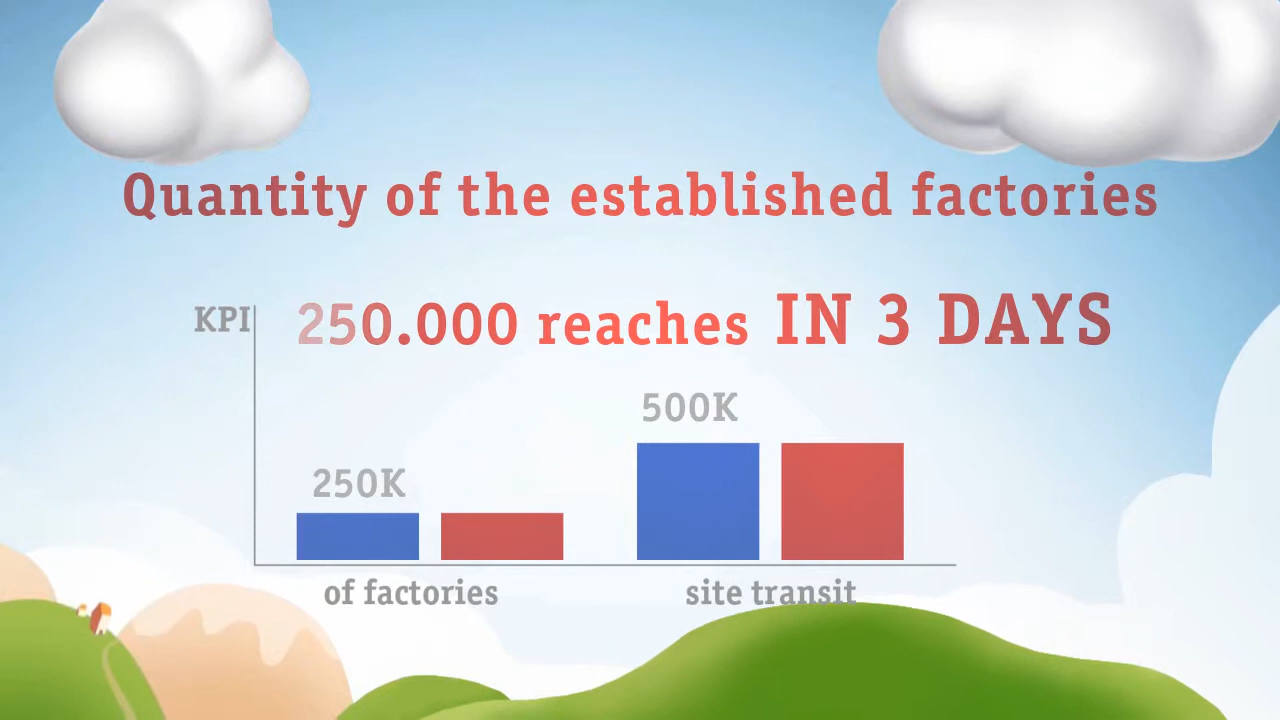 Quantity of the established factories
KPI
250.000 reaches IN 3 DAYS
500K
250K
of factories
site transit